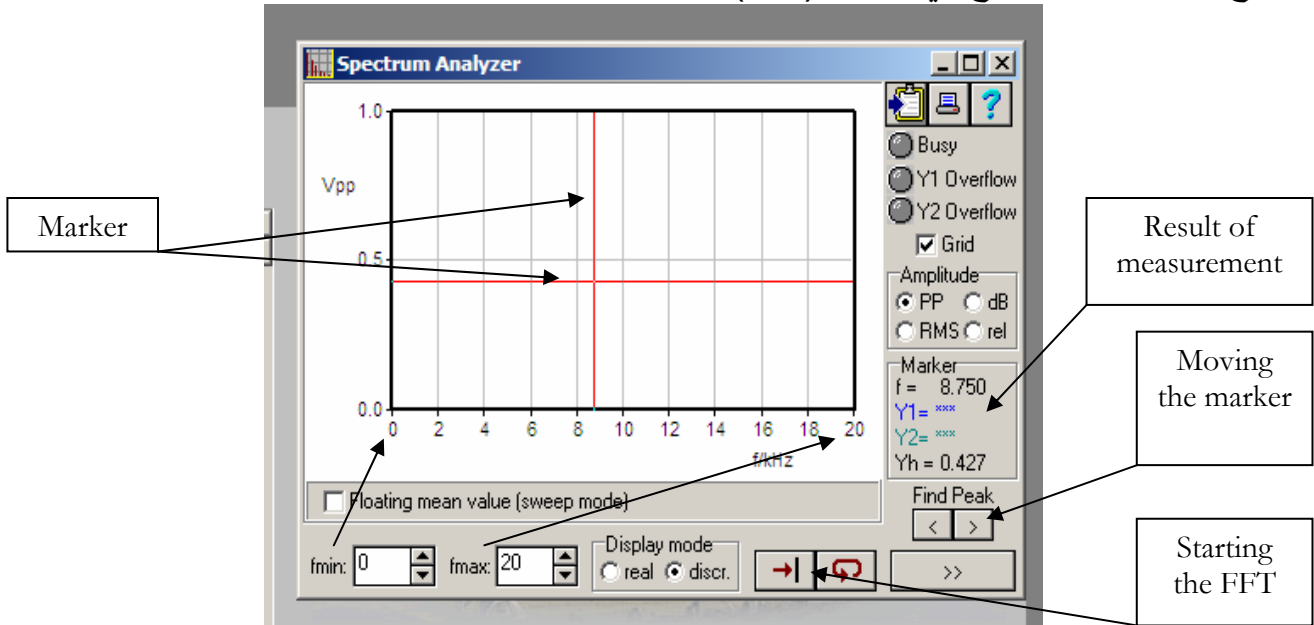 Spectrum Analyzer
1.0
Vpp
0.5
0.0
0 2 4 6 8 10 12 14 16 18 20
f/kHz
Busy
Y1 Overflow
Y2 Overflow
Grid
Amplitude
PP dB
RMS rel
Marker
f = 8.750
Y1= ***
Y2= ***
Yh = 0.427
Find Peak
< >
Floating mean value (sweep mode)
fmin: 0 fmax: 20
Display mode
real discr.
>>
Marker
Result of
measurement
Moving
the marker
Starting
the FFT